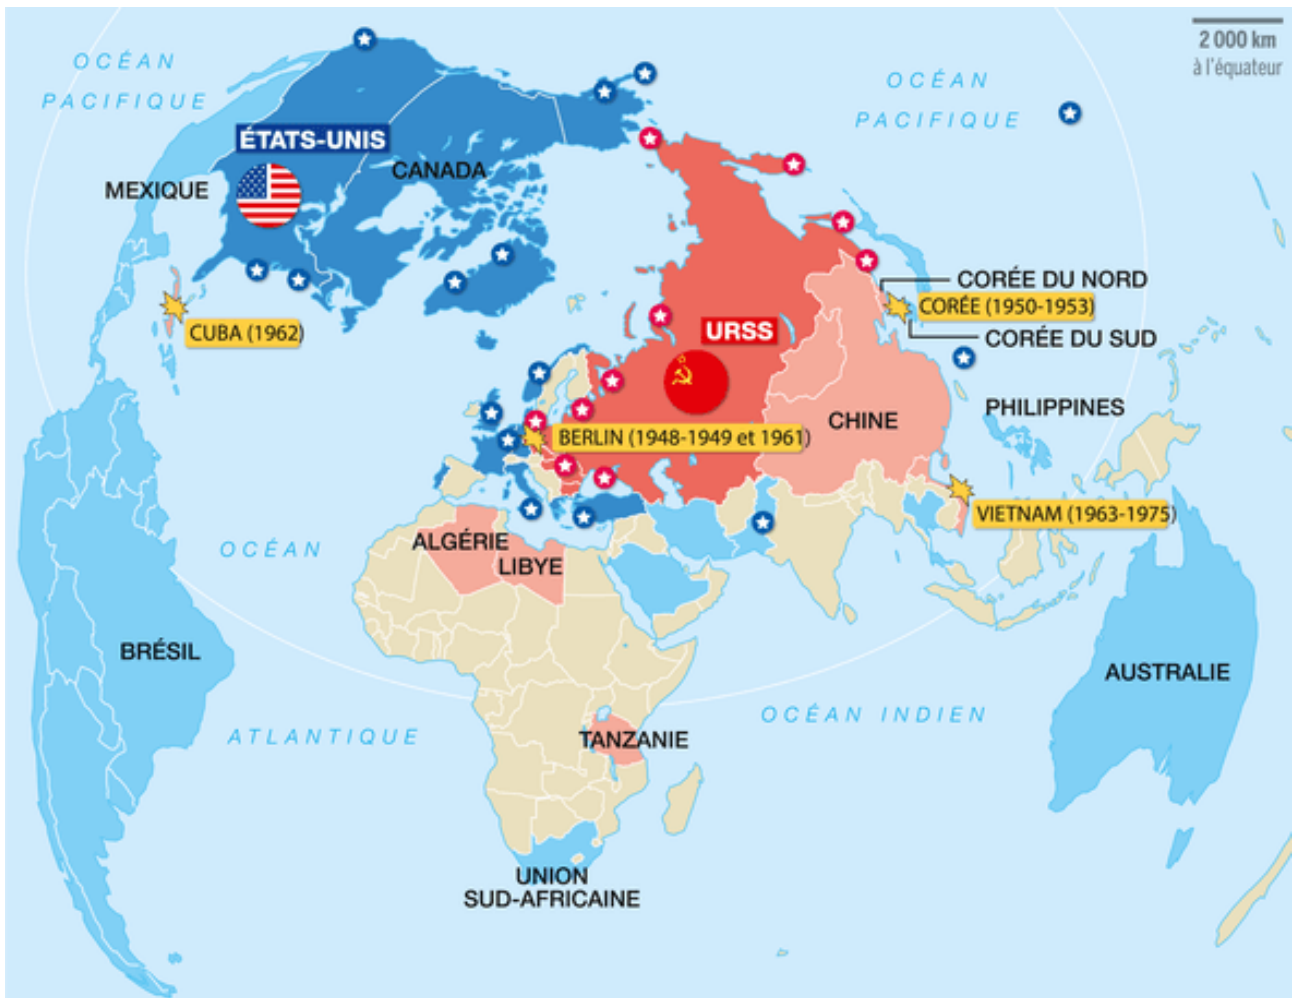 2 000 km
à l'équateur
OCÉAN
PACIFIQUE
OCÉAN
PACIFIQUE
ÉTATS-UNIS
CANADA
MEXIQUE
CUBA (1962)
URSS
CORÉE DU NORD
CORÉE (1950-1953)
CORÉE DU SUD
PHILIPPINES
CHINE
BERLIN (1948-1949 et 1961)
VIETNAM (1963-1975)
OCÉAN
ATLANTIQUE
ALGÉRIE
LIBYE
BRÉSIL
TANZANIE
OCÉAN INDIEN
AUSTRALIE
UNION
SUD-AFRICAINE